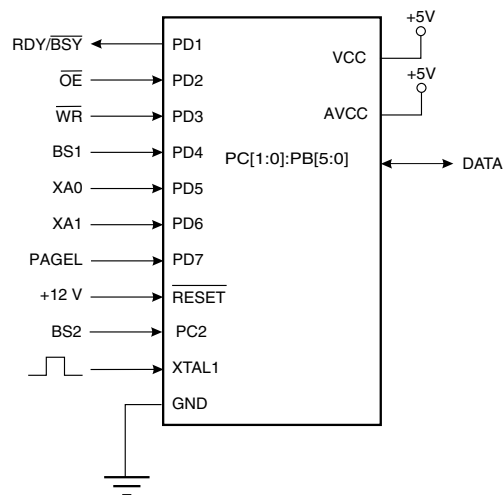 RDY/BSY PD1
OE PD2
WR PD3
BS1 PD4
XA0 PD5
XA1 PD6
PAGEL PD7
+12 V RESET
BS2 PC2
XTAL1
GND
+5V
VCC
+5V
AVCC
PC[1:0]:PB[5:0] DATA